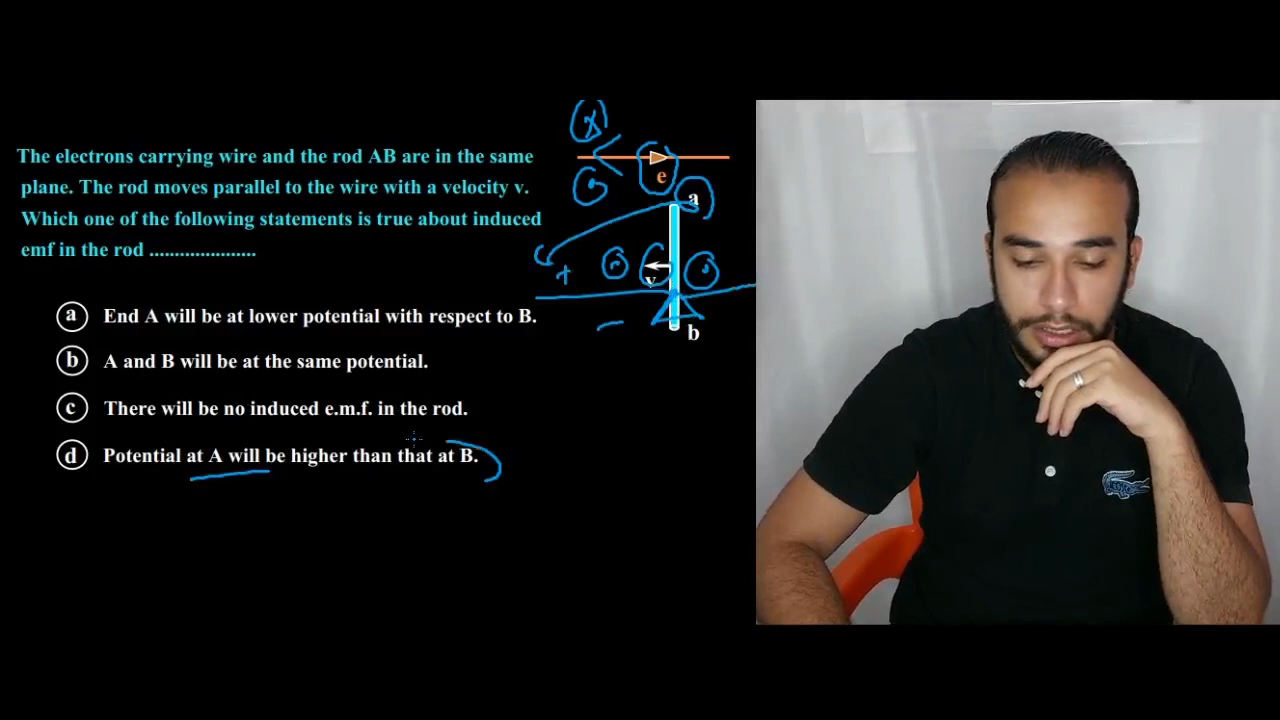 The electrons carrying wire and the rod AB are in the same
plane. The rod moves parallel to the wire with a velocity v.
Which one of the following statements is true about induced
emf in the rod ......................
a End A will be at lower potential with respect to B.
b A and B will be at the same potential.
c There will be no induced e.m.f. in the rod.
d Potential at A will be higher than that at B.
x
e
a
+
v
-
b